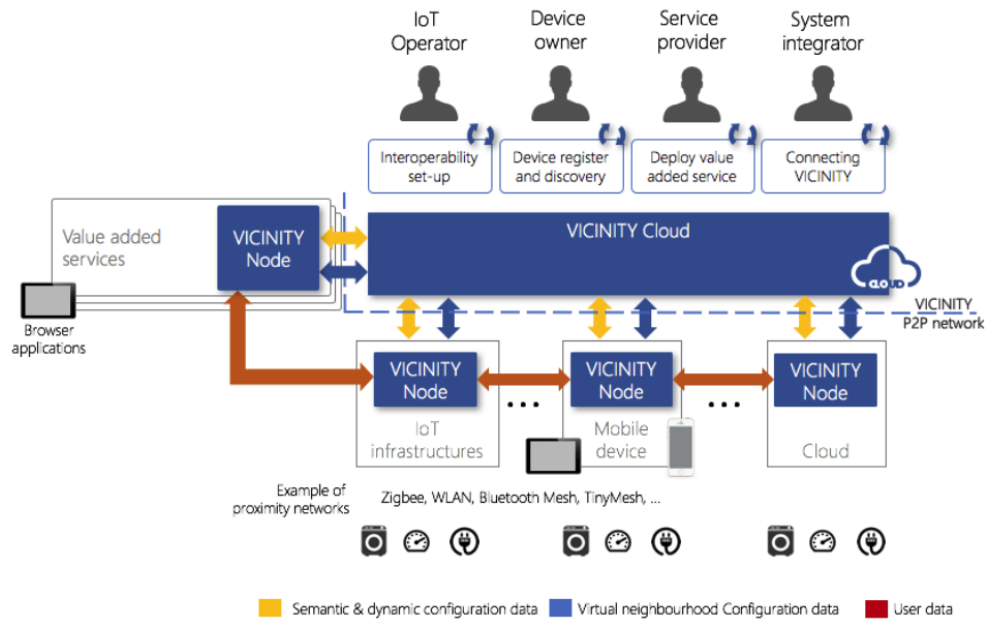 IoT
Operator
Device
owner
Service
provider
System
integrator
Interoperability
set-up
Device register
and discovery
Deploy value
added service
Connecting
VICINITY
Value added
services
VICINITY
Node
VICINITY Cloud
CLOUD
Browser
applications
VICINITY
P2P network
VICINITY
Node
IoT
infrastructures
...
VICINITY
Node
Mobile
device
...
VICINITY
Node
Cloud
Example of
proximity networks
Zigbee, WLAN, Bluetooth Mesh, TinyMesh, ...
Semantic & dynamic configuration data
Virtual neighbourhood Configuration data
User data